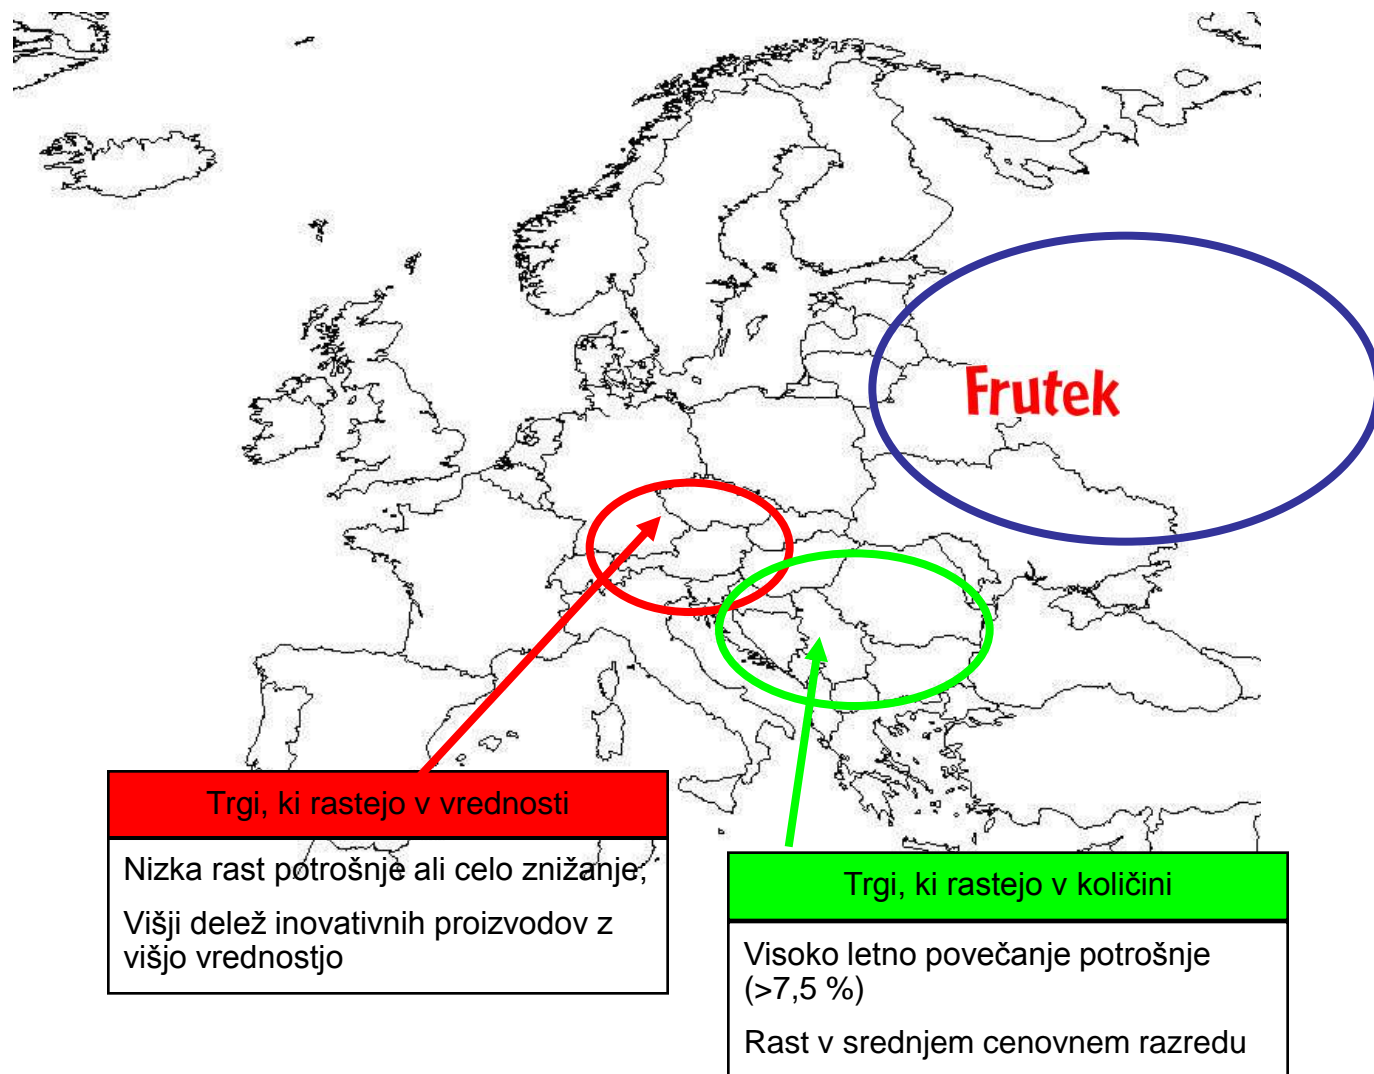 Frutek
Trgi, ki rastejo v vrednosti
Nizka rast potrošnje ali celo znižanje,
Višji delež inovativnih proizvodov z
višjo vrednostjo
Trgi, ki rastejo v količini
Visoko letno povečanje potrošnje
(>7,5 %)
Rast v srednjem cenovnem razredu